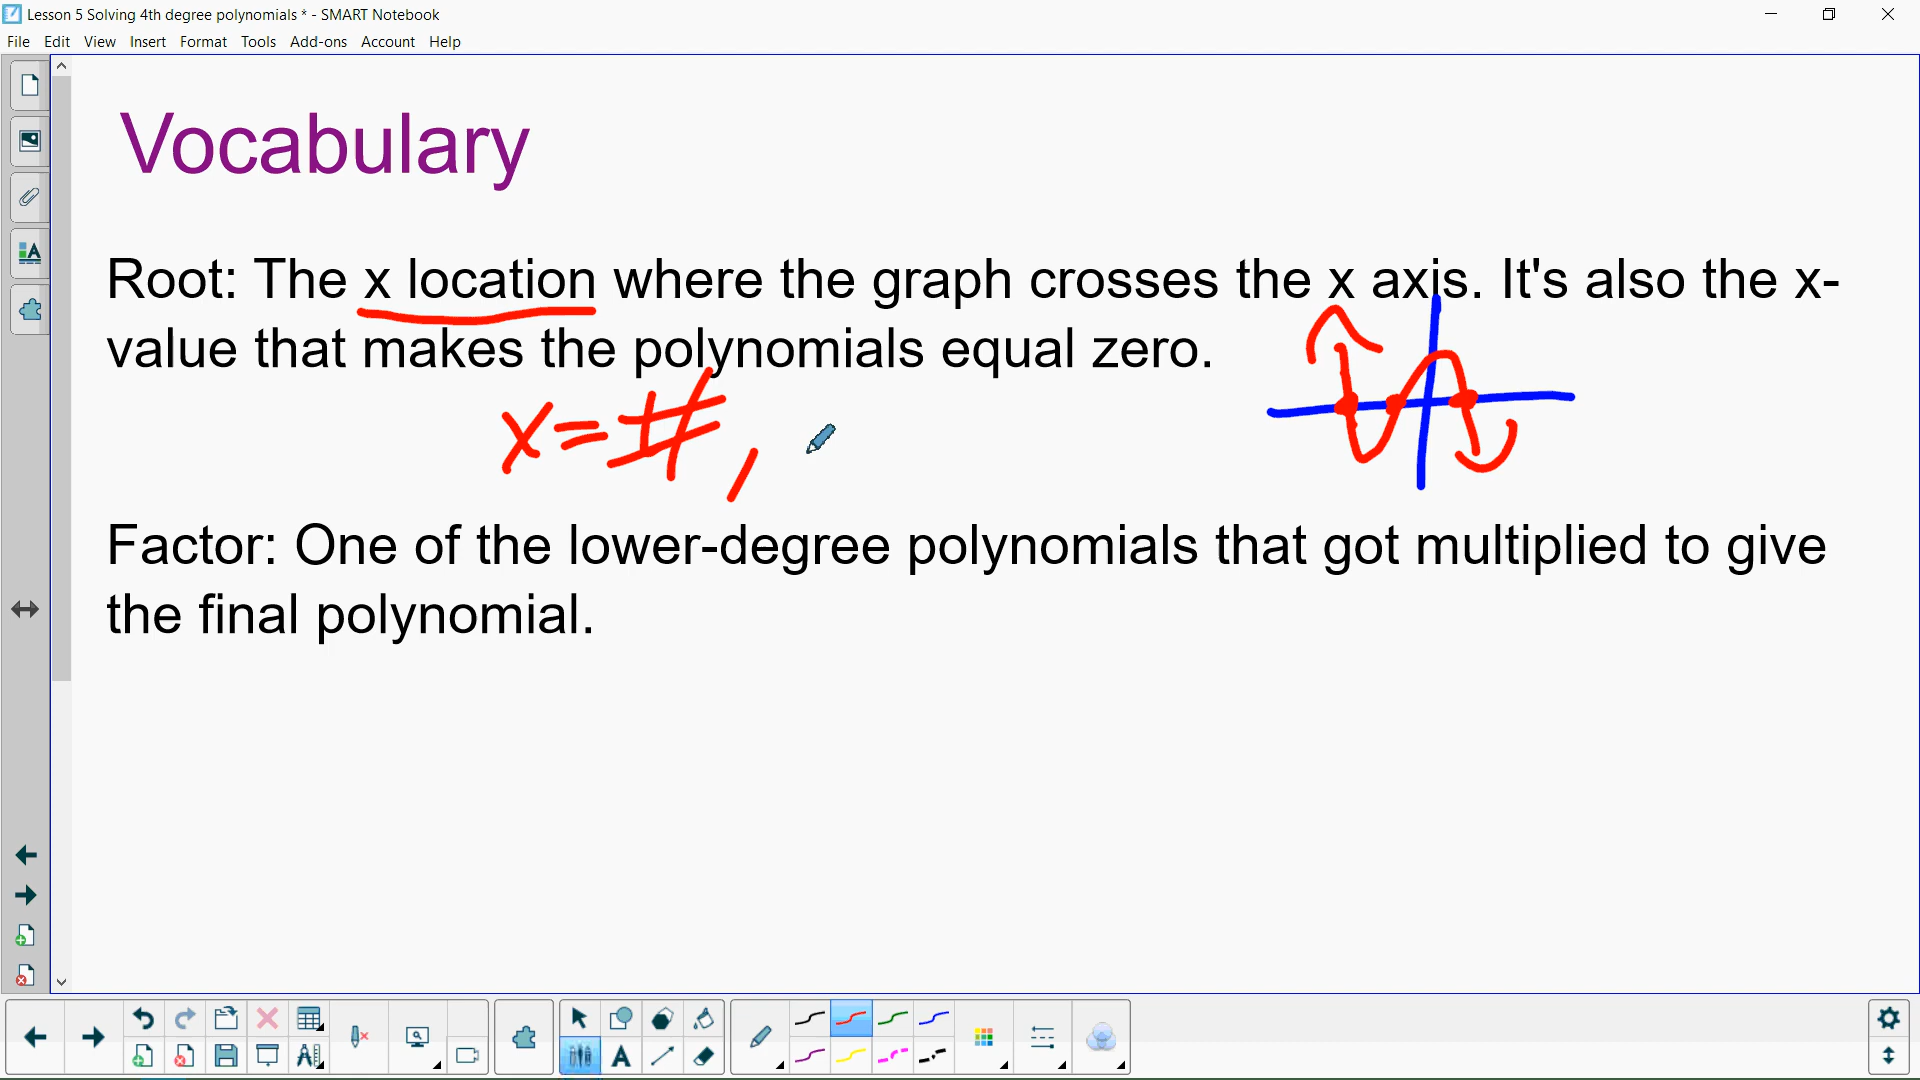 Lesson 5 Solving 4th degree polynomials * - SMART Notebook
File Edit View Insert Format Tools Add-ons Account Help
Vocabulary
Root: The x location where the graph crosses the x axis. It's also the x-
value that makes the polynomials equal zero.
x=#,
Factor: One of the lower-degree polynomials that got multiplied to give
the final polynomial.